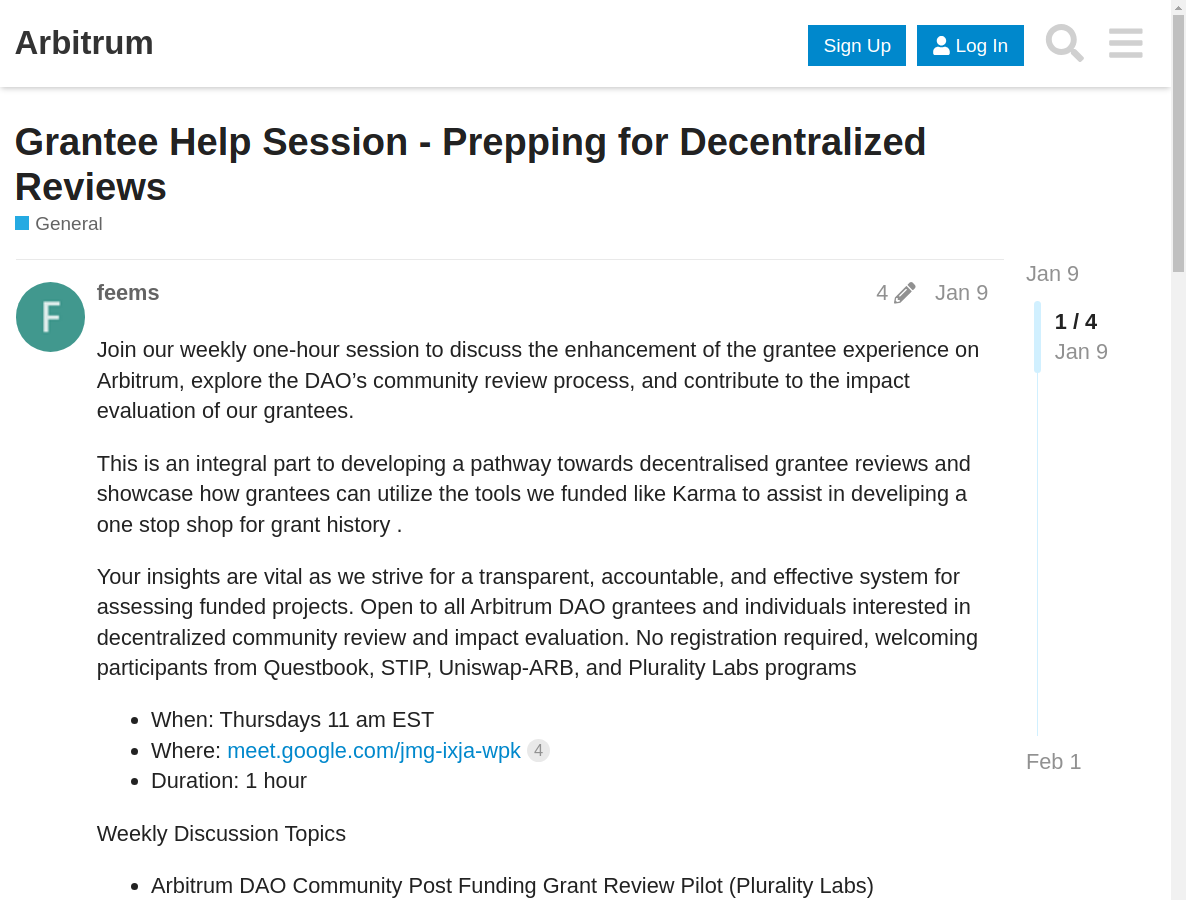 Arbitrum
Sign Up
Log In
Grantee Help Session - Prepping for Decentralized
Reviews
General
F
feems
4
Jan 9
Join our weekly one-hour session to discuss the enhancement of the grantee experience on
Arbitrum, explore the DAO’s community review process, and contribute to the impact
evaluation of our grantees.
This is an integral part to developing a pathway towards decentralised grantee reviews and
showcase how grantees can utilize the tools we funded like Karma to assist in develiping a
one stop shop for grant history .
Your insights are vital as we strive for a transparent, accountable, and effective system for
assessing funded projects. Open to all Arbitrum DAO grantees and individuals interested in
decentralized community review and impact evaluation. No registration required, welcoming
participants from Questbook, STIP, Uniswap-ARB, and Plurality Labs programs
When: Thursdays 11 am EST
Where: meet.google.com/jmg-ixja-wpk 4
Duration: 1 hour
Weekly Discussion Topics
Arbitrum DAO Community Post Funding Grant Review Pilot (Plurality Labs)
Jan 9
1 / 4
Jan 9
Feb 1